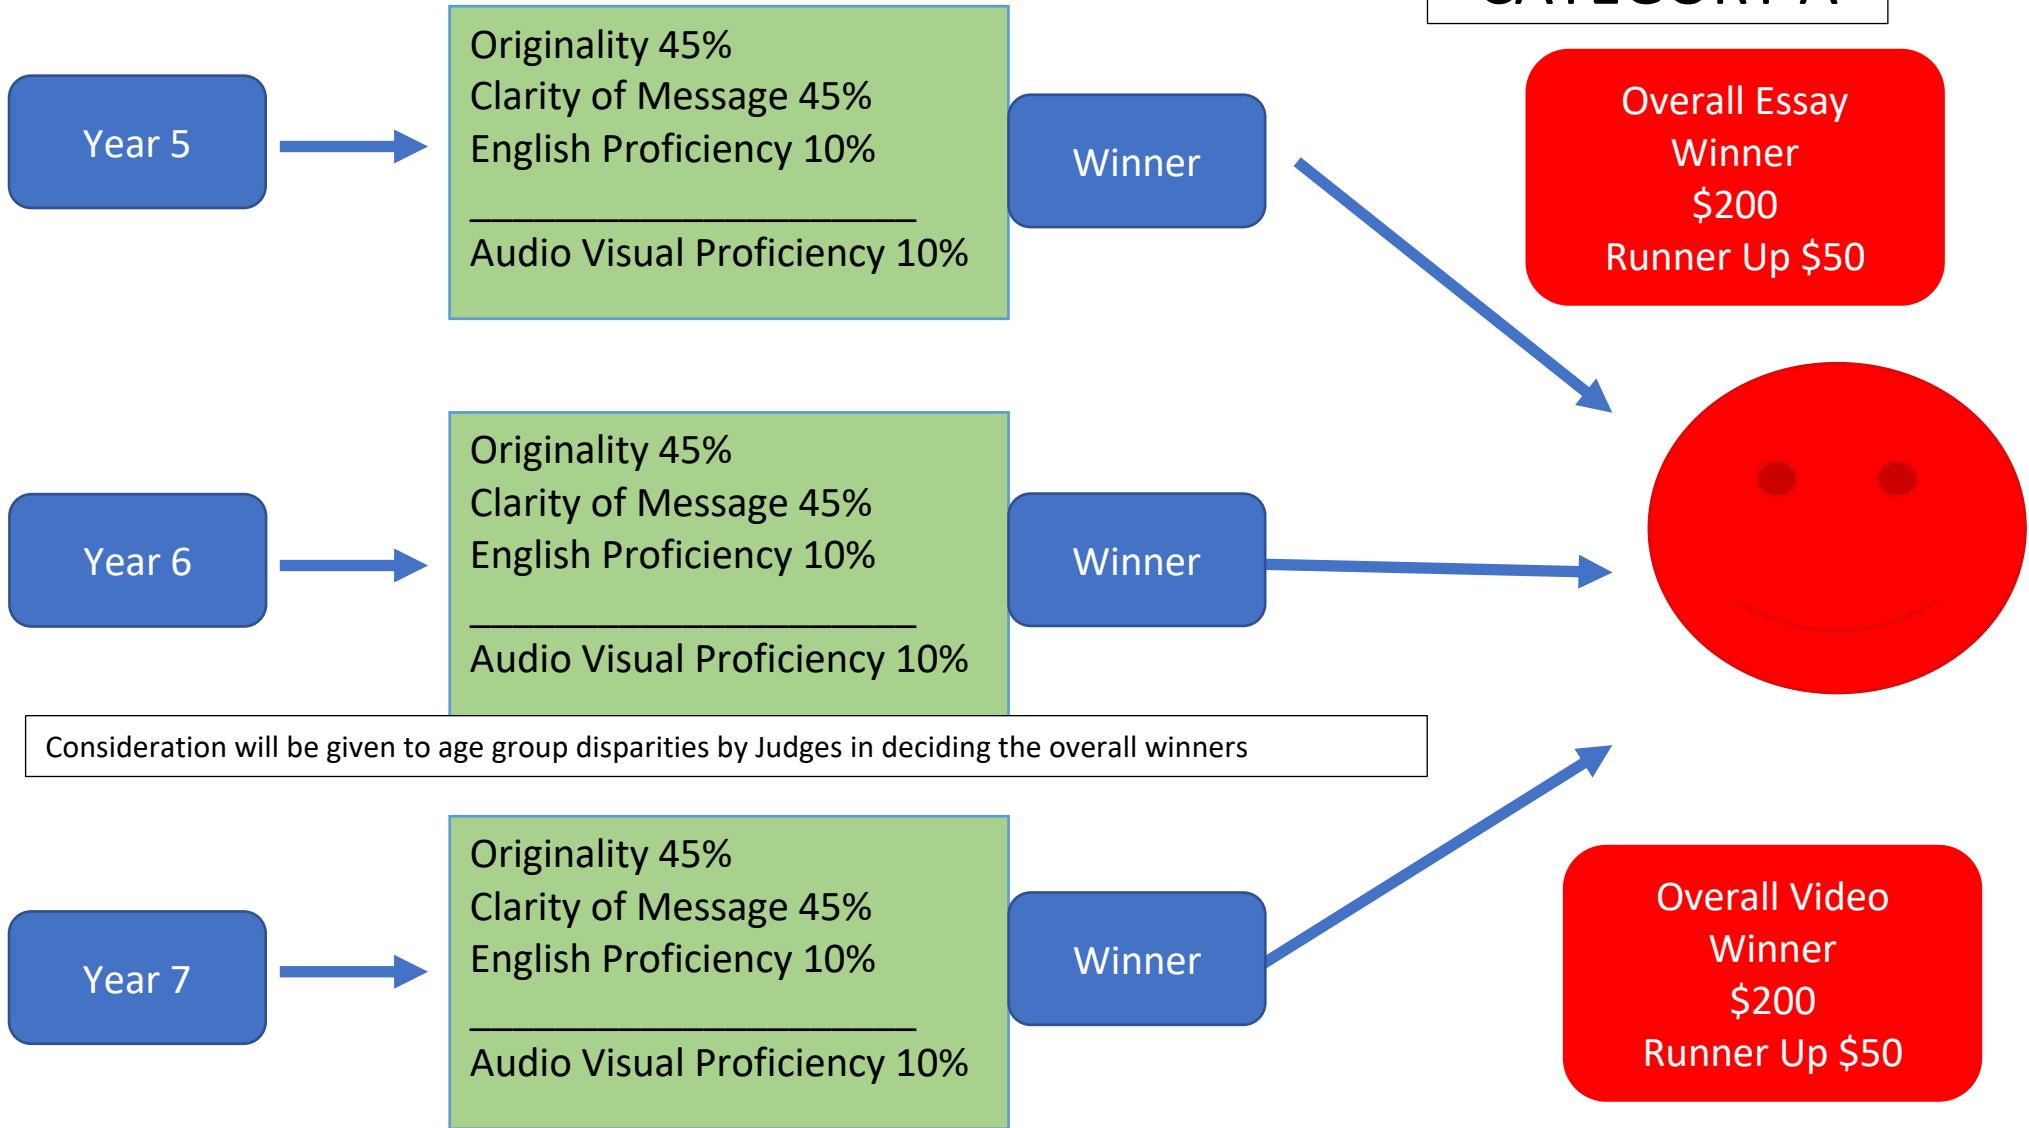 CATEGORY A
Year 5
Originality 45%
Clarity of Message 45%
English Proficiency 10%
_____________________
Audio Visual Proficiency 10%
Winner
Overall Essay
Winner
$200
Runner Up $50
Year 6
Originality 45%
Clarity of Message 45%
English Proficiency 10%
_____________________
Audio Visual Proficiency 10%
Winner
Consideration will be given to age group disparities by Judges in deciding the overall winners
Year 7
Originality 45%
Clarity of Message 45%
English Proficiency 10%
_____________________
Audio Visual Proficiency 10%
Winner
Overall Video
Winner
$200
Runner Up $50